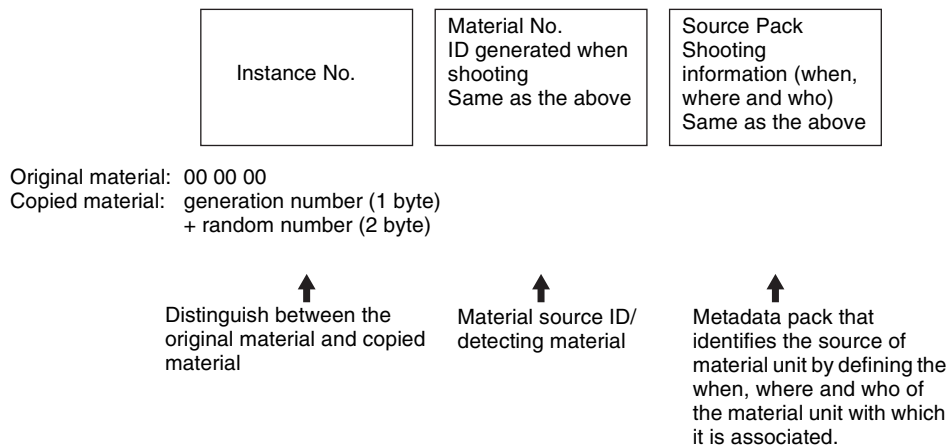 Instance No.
Material No.
ID generated when
shooting
Same as the above
Source Pack
Shooting
information (when,
where and who)
Same as the above
Original material: 00 00 00
Copied material: generation number (1 byte)
+ random number (2 byte)
Distinguish between the
original material and copied
material
Material source ID/
detecting material
Metadata pack that
identifies the source of
material unit by defining the
when, where and who of
the material unit with which
it is associated.